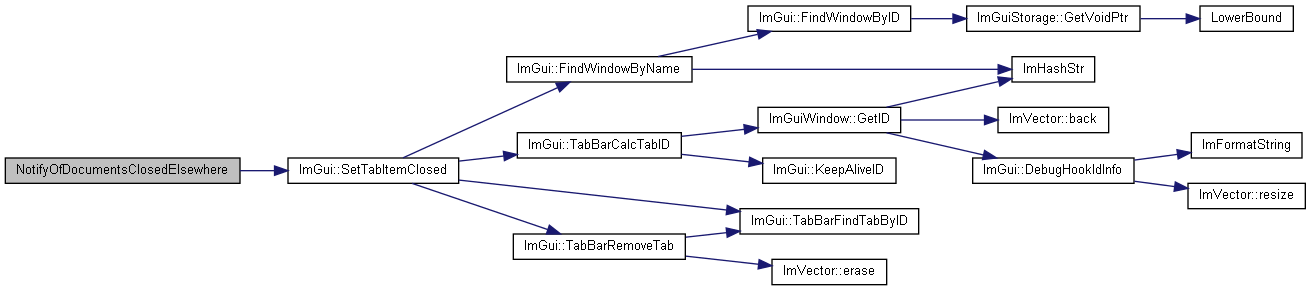 ImGui::FindWindowByID
ImGuiStorage::GetVoidPtr
LowerBound
ImGui::FindWindowByName
ImHashStr
ImGuiWindow::GetID
ImVector::back
ImGui::TabBarCalcTabID
ImFormatString
NotifyOfDocumentsClosedElsewhere
ImGui::SetTabItemClosed
ImGui::KeepAliveID
ImGui::DebugHookIdInfo
ImVector::resize
ImGui::TabBarFindTabByID
ImGui::TabBarRemoveTab
ImVector::erase